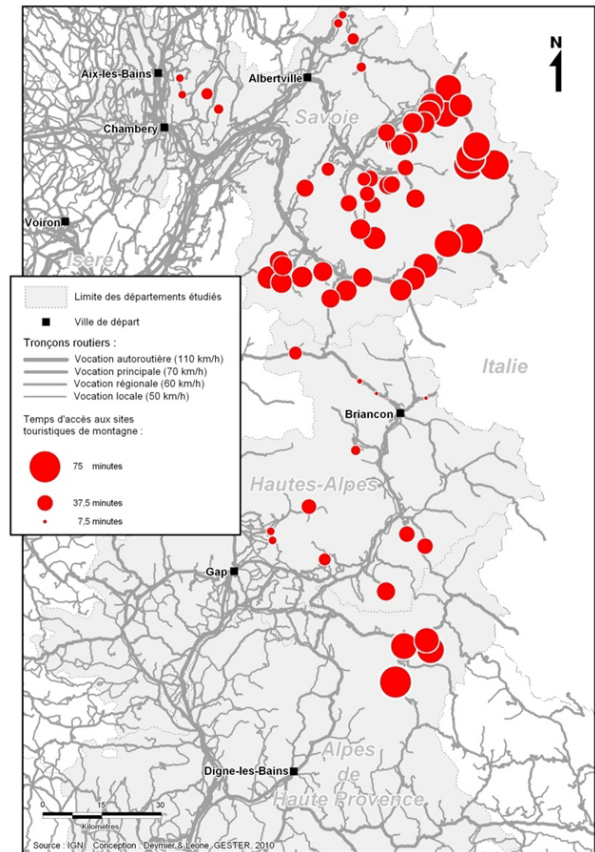 N
Aix-les-Bains
Albertville
Savoie
Chambery
Voiron
Isère
Limite des départements étudiés
Ville de départ
Tronçons routiers :
Vocation autoroutière (110 km/h)
Vocation principale (70 km/h)
Vocation régionale (60 km/h)
Vocation locale (50 km/h)
Temps d'accès aux sites
touristiques de montagne :
75 minutes
37,5 minutes
7,5 minutes
Italie
Briancon
Hautes-Alpes
Gap
Digne-les-Bains
Alpes
de
Haute Provence
0 15 30
Kilomètres
Source : IGN Conception : Deymier & Leone, GESTER, 2010